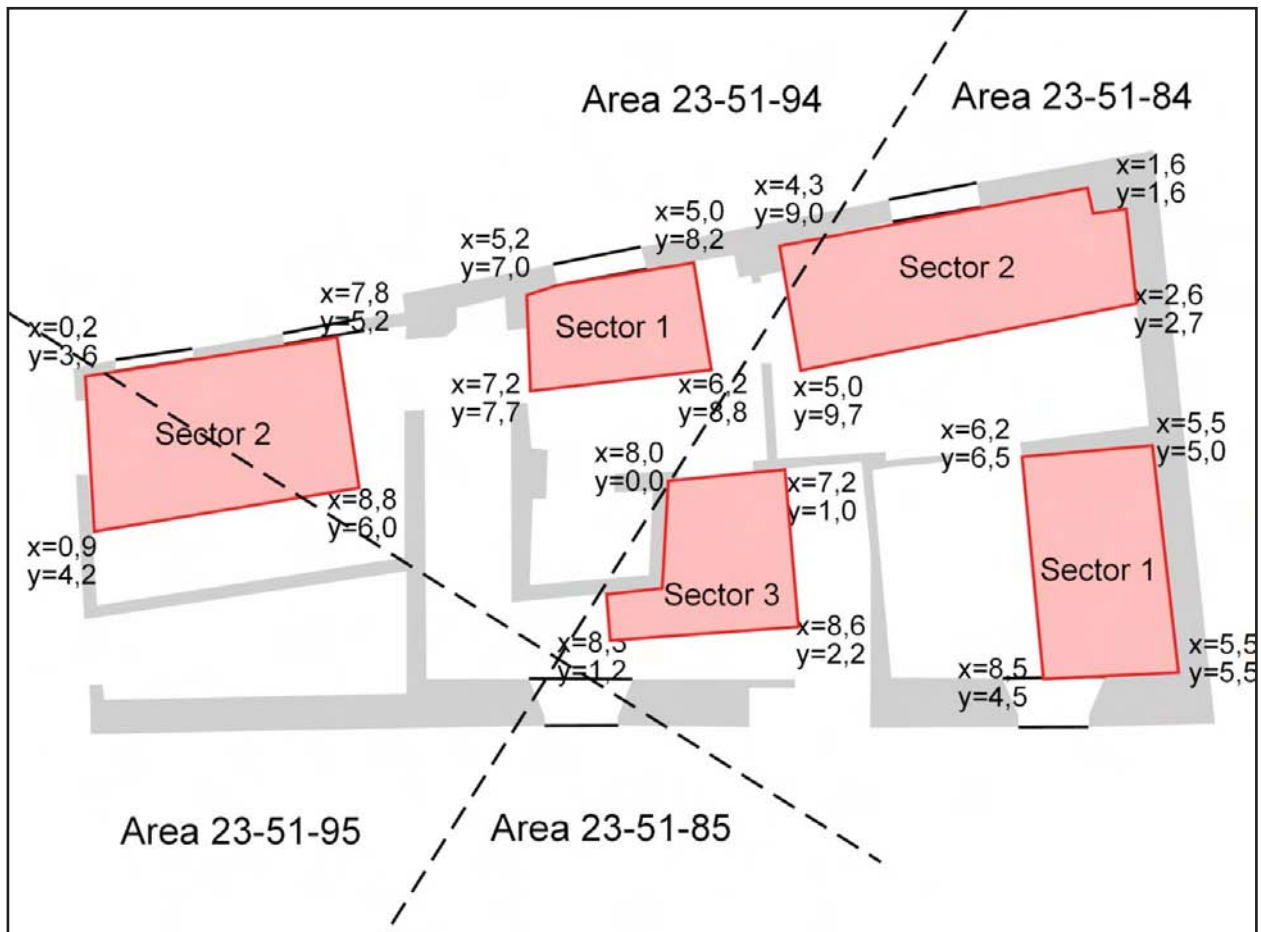 Area 23-51-94
Area 23-51-84
x=1,6
y=1,6
x=4,3
y=9,0
x=5,0
y=8,2
x=5,2
y=7,0
Sector 2
x=7,8
y=5,2
x=2,6
y=2,7
x=0,2
y=3,6
Sector 1
x=7,2
y=7,7
x=6,2
y=8,8
x=5,0
y=9,7
Sector 2
x=6,2
y=6,5
x=5,5
y=5,0
x=8,0
y=0,0
x=7,2
y=1,0
x=8,8
y=6,0
x=0,9
y=4,2
Sector 3
Sector 1
x=8,3
y=1,2
x=8,6
y=2,2
x=8,5
y=4,5
x=5,5
y=5,5
Area 23-51-95
Area 23-51-85